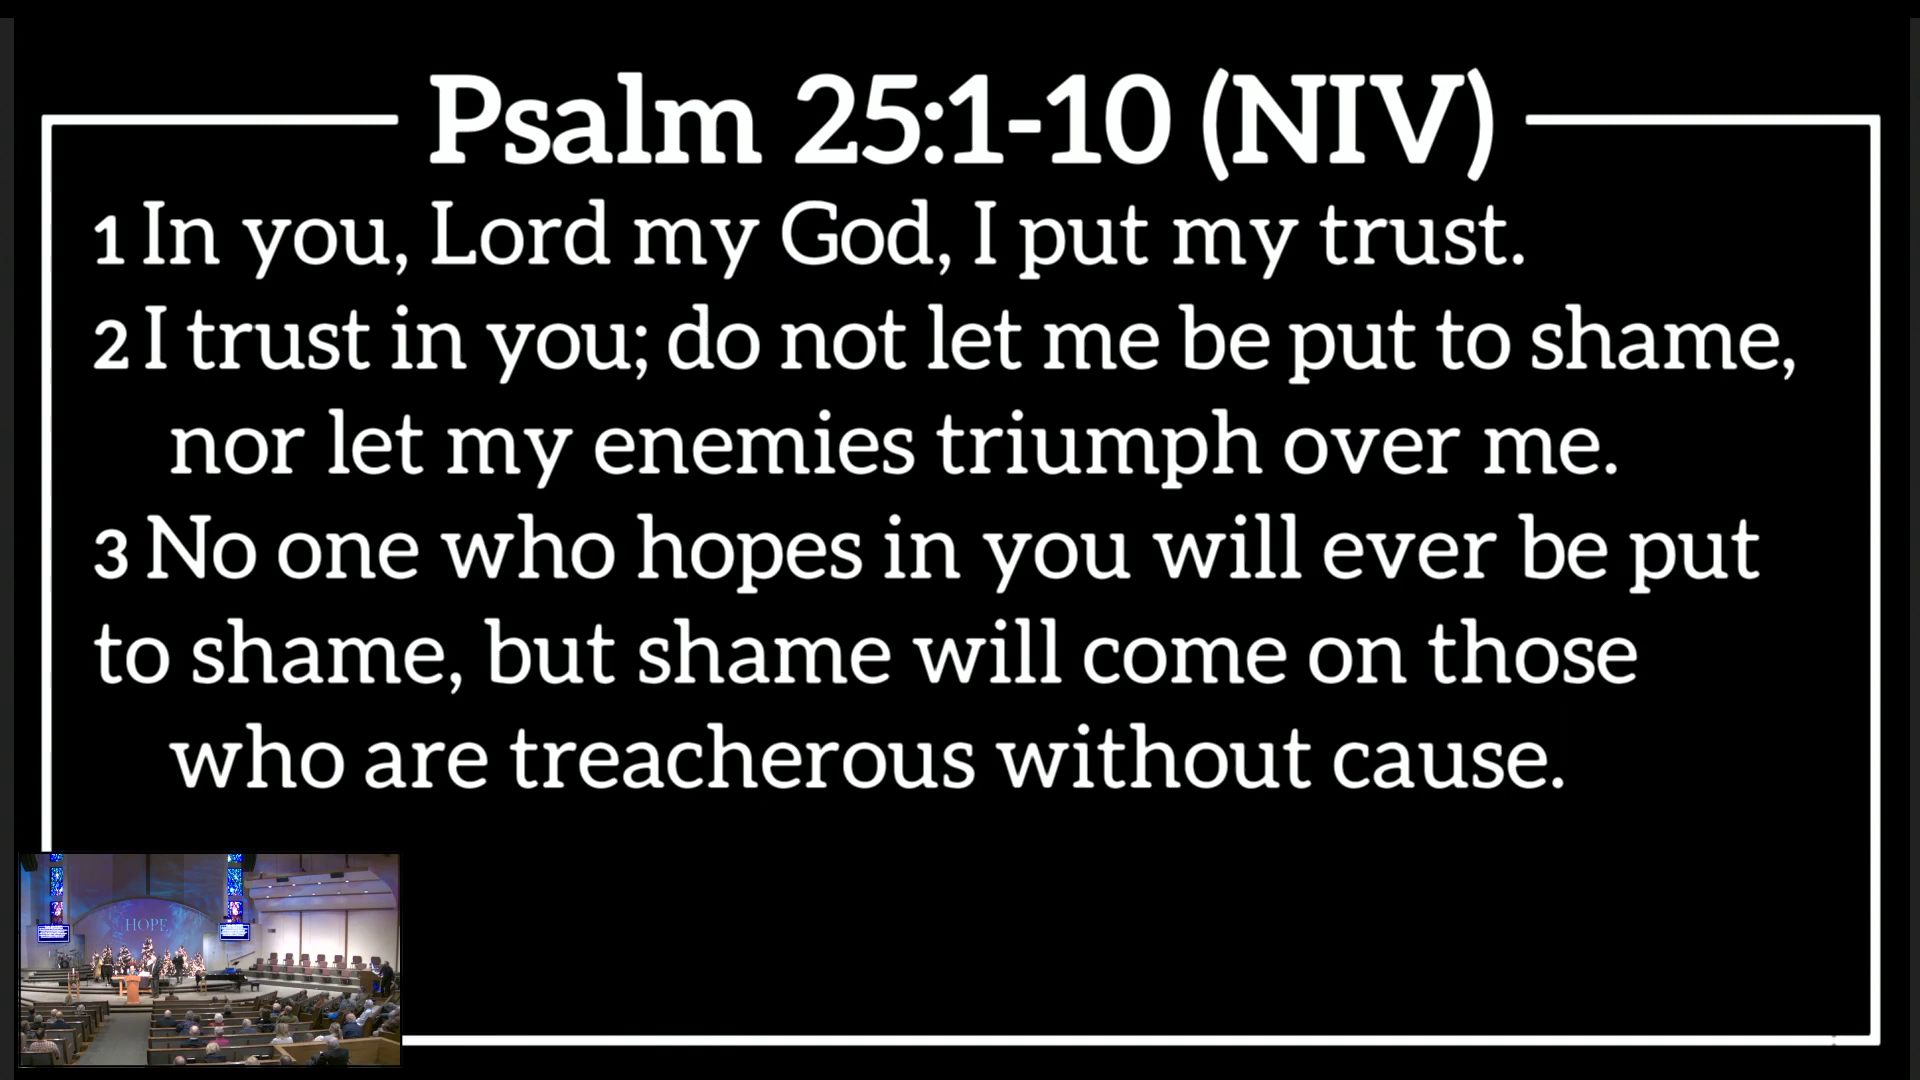 Psalm 25:1-10 (NIV)
1 In you, Lord my God, I put my trust.
2 I trust in you; do not let me be put to shame,
nor let my enemies triumph over me.
3 No one who hopes in you will ever be put
to shame, but shame will come on those
who are treacherous without cause.
HOPE